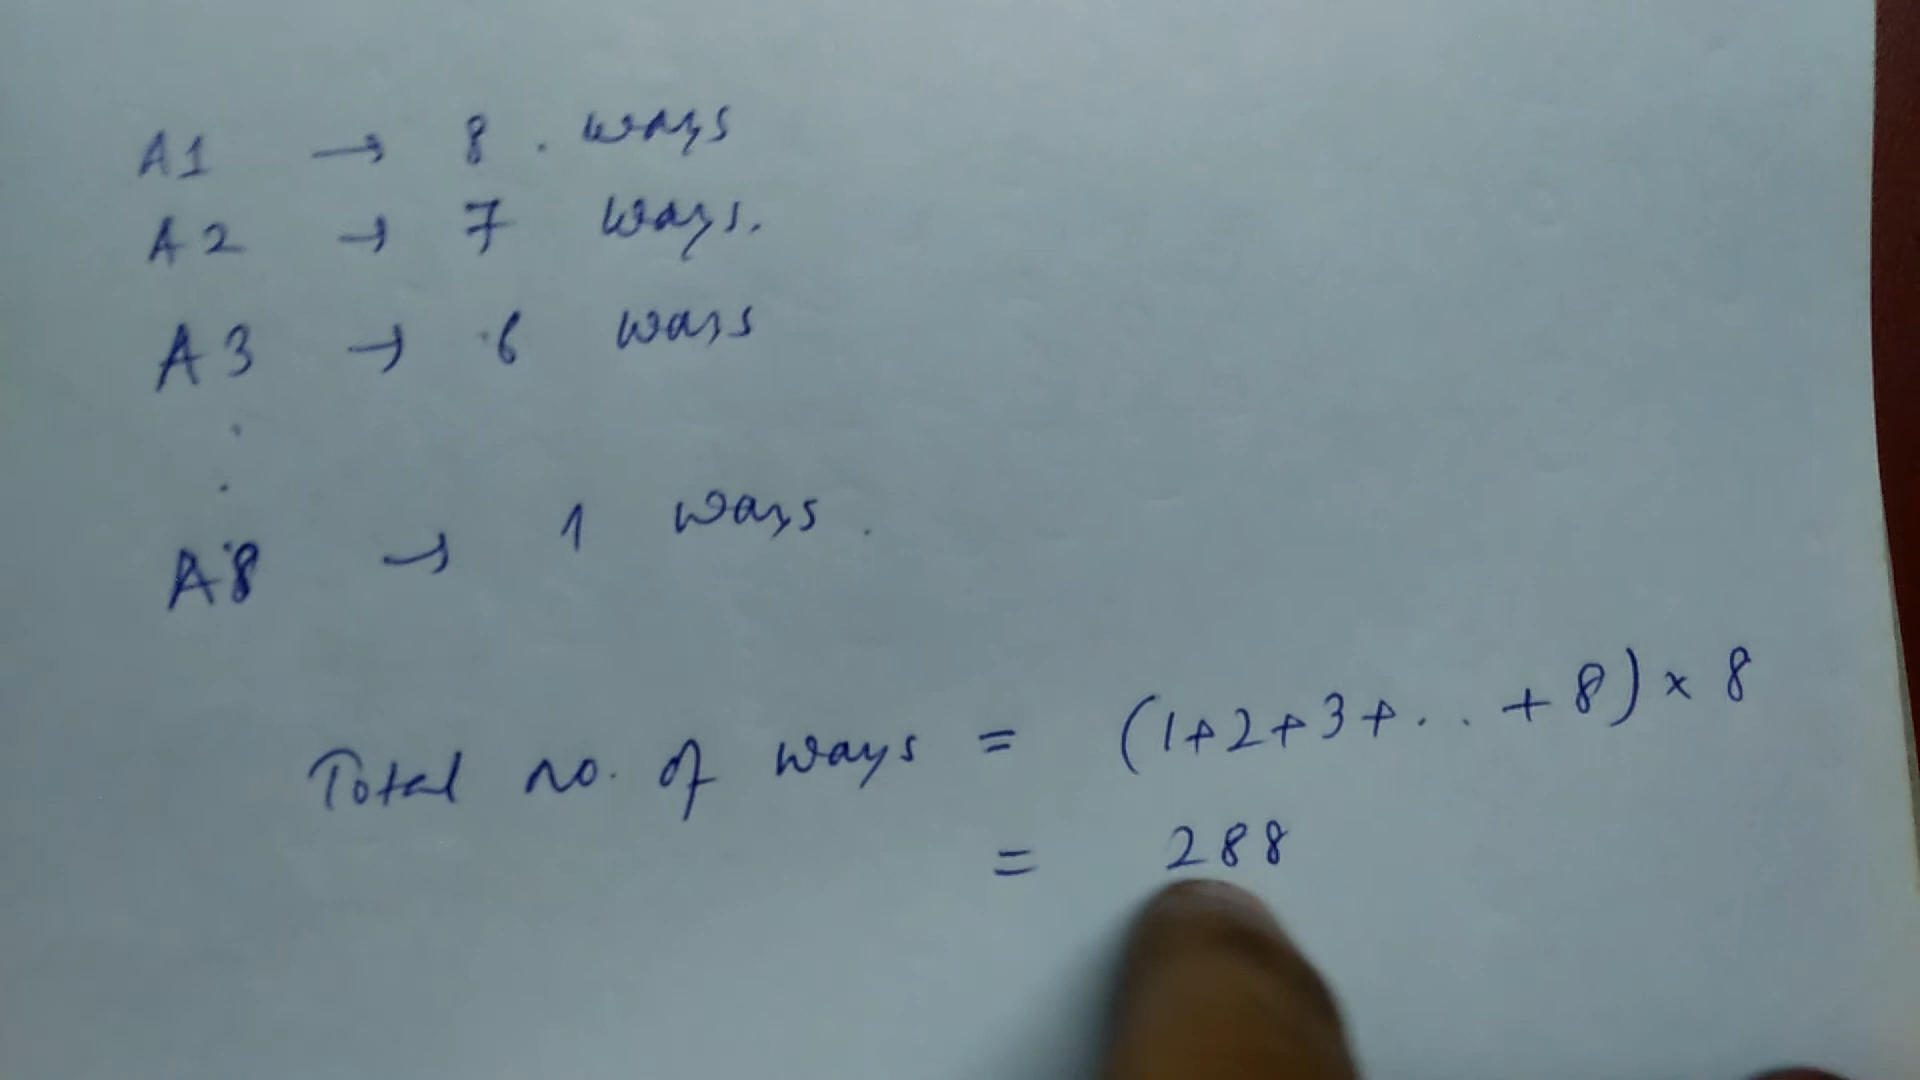 A1 → 8 . ways
A2 → 7 ways.
A3 → 6 ways
.
.
A8 → 1 ways.
Total no. of ways = (1+2+3+... + 8) × 8
= 288